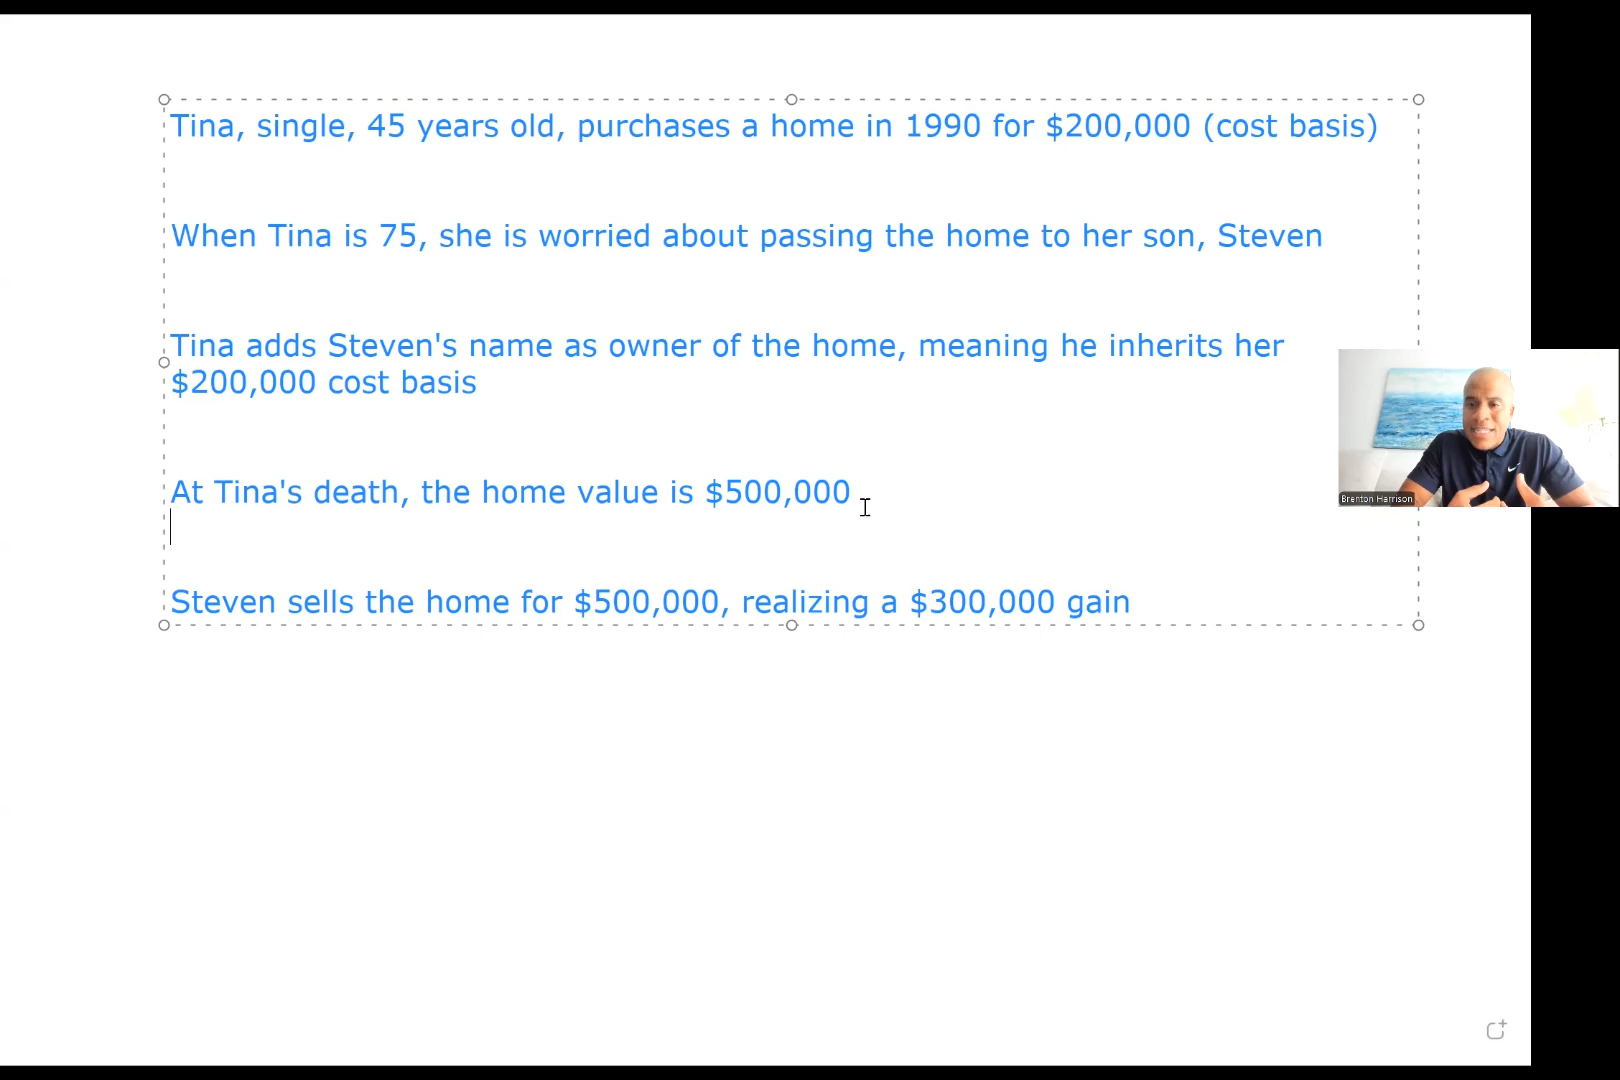 Tina, single, 45 years old, purchases a home in 1990 for $200,000 (cost basis)
When Tina is 75, she is worried about passing the home to her son, Steven
Tina adds Steven's name as owner of the home, meaning he inherits her
$200,000 cost basis
Brenton Harrison
At Tina's death, the home value is $500,000
Steven sells the home for $500,000, realizing a $300,000 gain